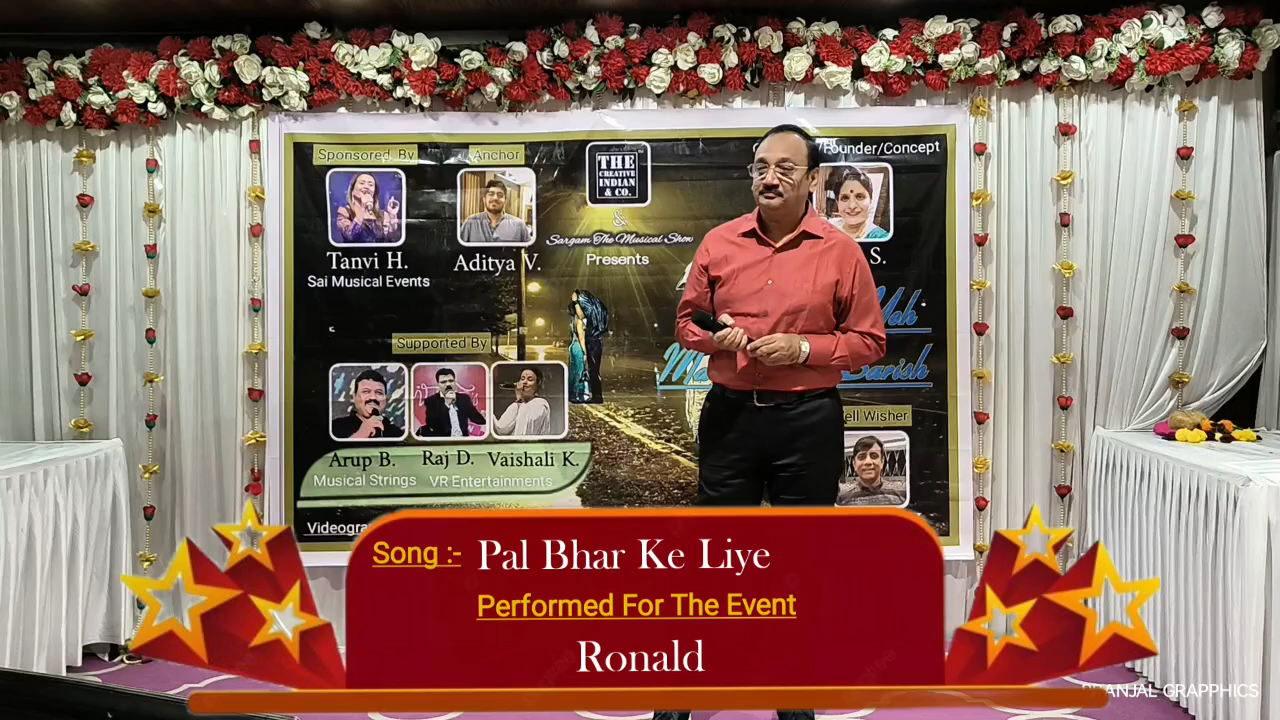 Sponsored By
Anchor
THE
CREATIVE
INDIAN
& CO.
Founder/Concept
&
Sargam The Musical Show
Presents
Tanvi H.
Sai Musical Events
Aditya V.
S.
Supported By
Arup B. Raj D. Vaishali K.
Musical Strings VR Entertainments
Song :- Pal Bhar Ke Liye
Performed For The Event
Ronald
GRAPPHICS